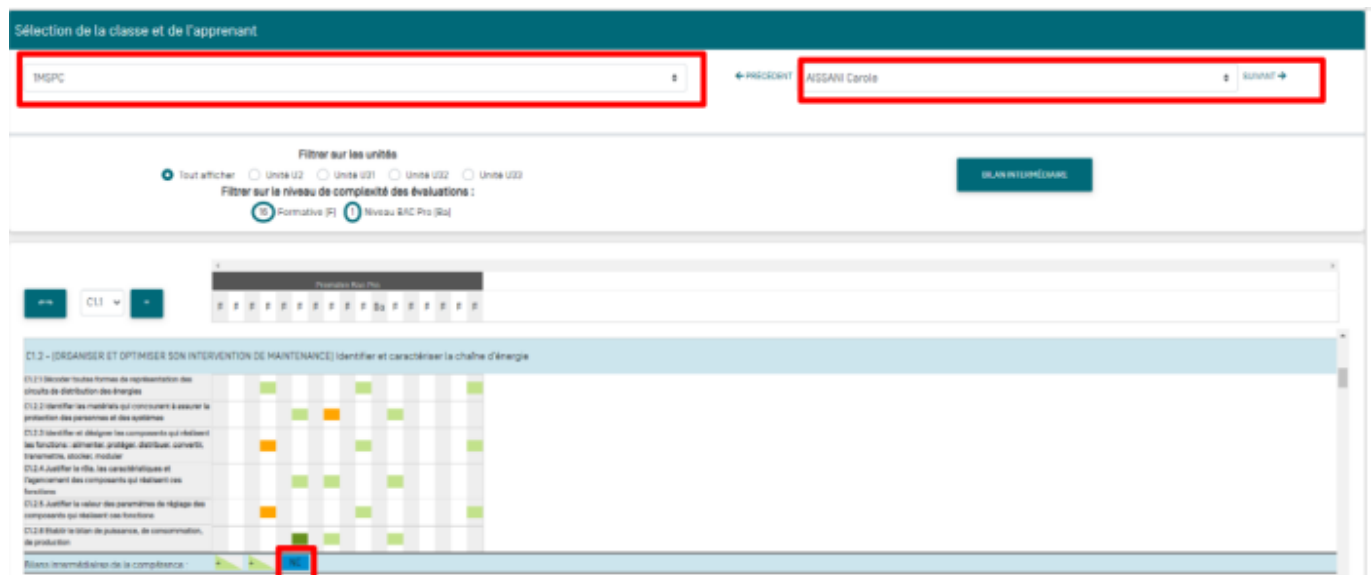 Sélection de la classe et de l'apprenant
1MSPC
← PRÉCÉDENT
AISSANI Carole
SUIVANT →
Filtrer sur les unités
Tout afficher Unité U2 Unité U31 Unité U32 Unité U33
Filtrer sur le niveau de complexité des évaluations :
Formative [F] 1 Niveau BAC Pro [Ba]
BILAN INTERMÉDIAIRE
Première Bac Pro
C1.1
Ba
C1.2 - (ORGANISER ET OPTIMISER SON INTERVENTION DE MAINTENANCE) Identifier et caractériser la chaîne d'énergie
C1.2.1 Décoder toutes formes de représentation des
circuits de distribution des énergies
C1.2.2 Identifier les matériels qui concourent à assurer la
protection des personnes et des systèmes
C1.2.3 Identifier et désigner les composants qui réalisent
les fonctions : alimenter, protéger, distribuer, convertir,
transmettre, stocker, moduler
C1.2.4 Justifier le rôle, les caractéristiques et
l'agencement des composants qui réalisent ces
fonctions
C1.2.5 Justifier la valeur des paramètres de réglage des
composants qui réalisent ces fonctions
C1.2.6 Etablir le bilan de puissance, de consommation,
de production
Bilans intermédiaires de la compétence :